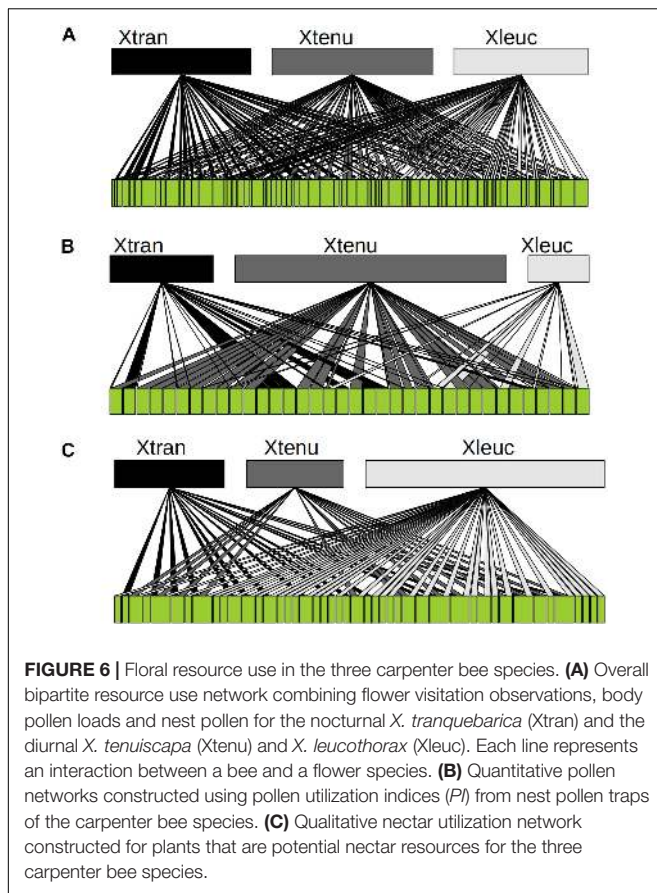 A
Xtran Xtenu Xleuc
B
Xtran Xtenu Xleuc
C
Xtran Xtenu Xleuc
FIGURE 6 | Floral resource use in the three carpenter bee species. (A) Overall
bipartite resource use network combining flower visitation observations, body
pollen loads and nest pollen for the nocturnal X. tranquebarica (Xtran) and the
diurnal X. tenuiscapa (Xtenu) and X. leucothorax (Xleuc). Each line represents
an interaction between a bee and a flower species. (B) Quantitative pollen
networks constructed using pollen utilization indices (PI) from nest pollen traps
of the carpenter bee species. (C) Qualitative nectar utilization network
constructed for plants that are potential nectar resources for the three
carpenter bee species.